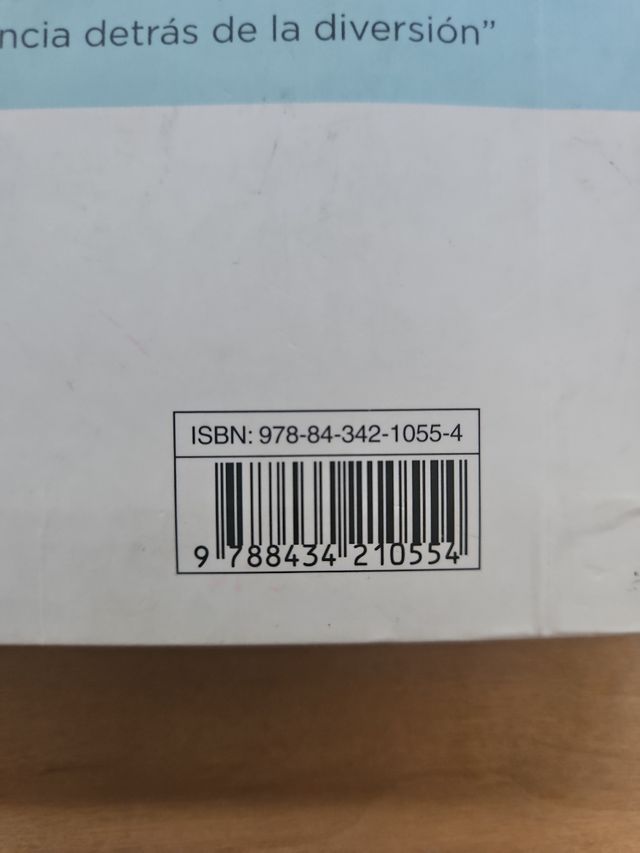 ncia detrás de la diversión”
ISBN: 978-84-342-1055-4
9 788434 210554